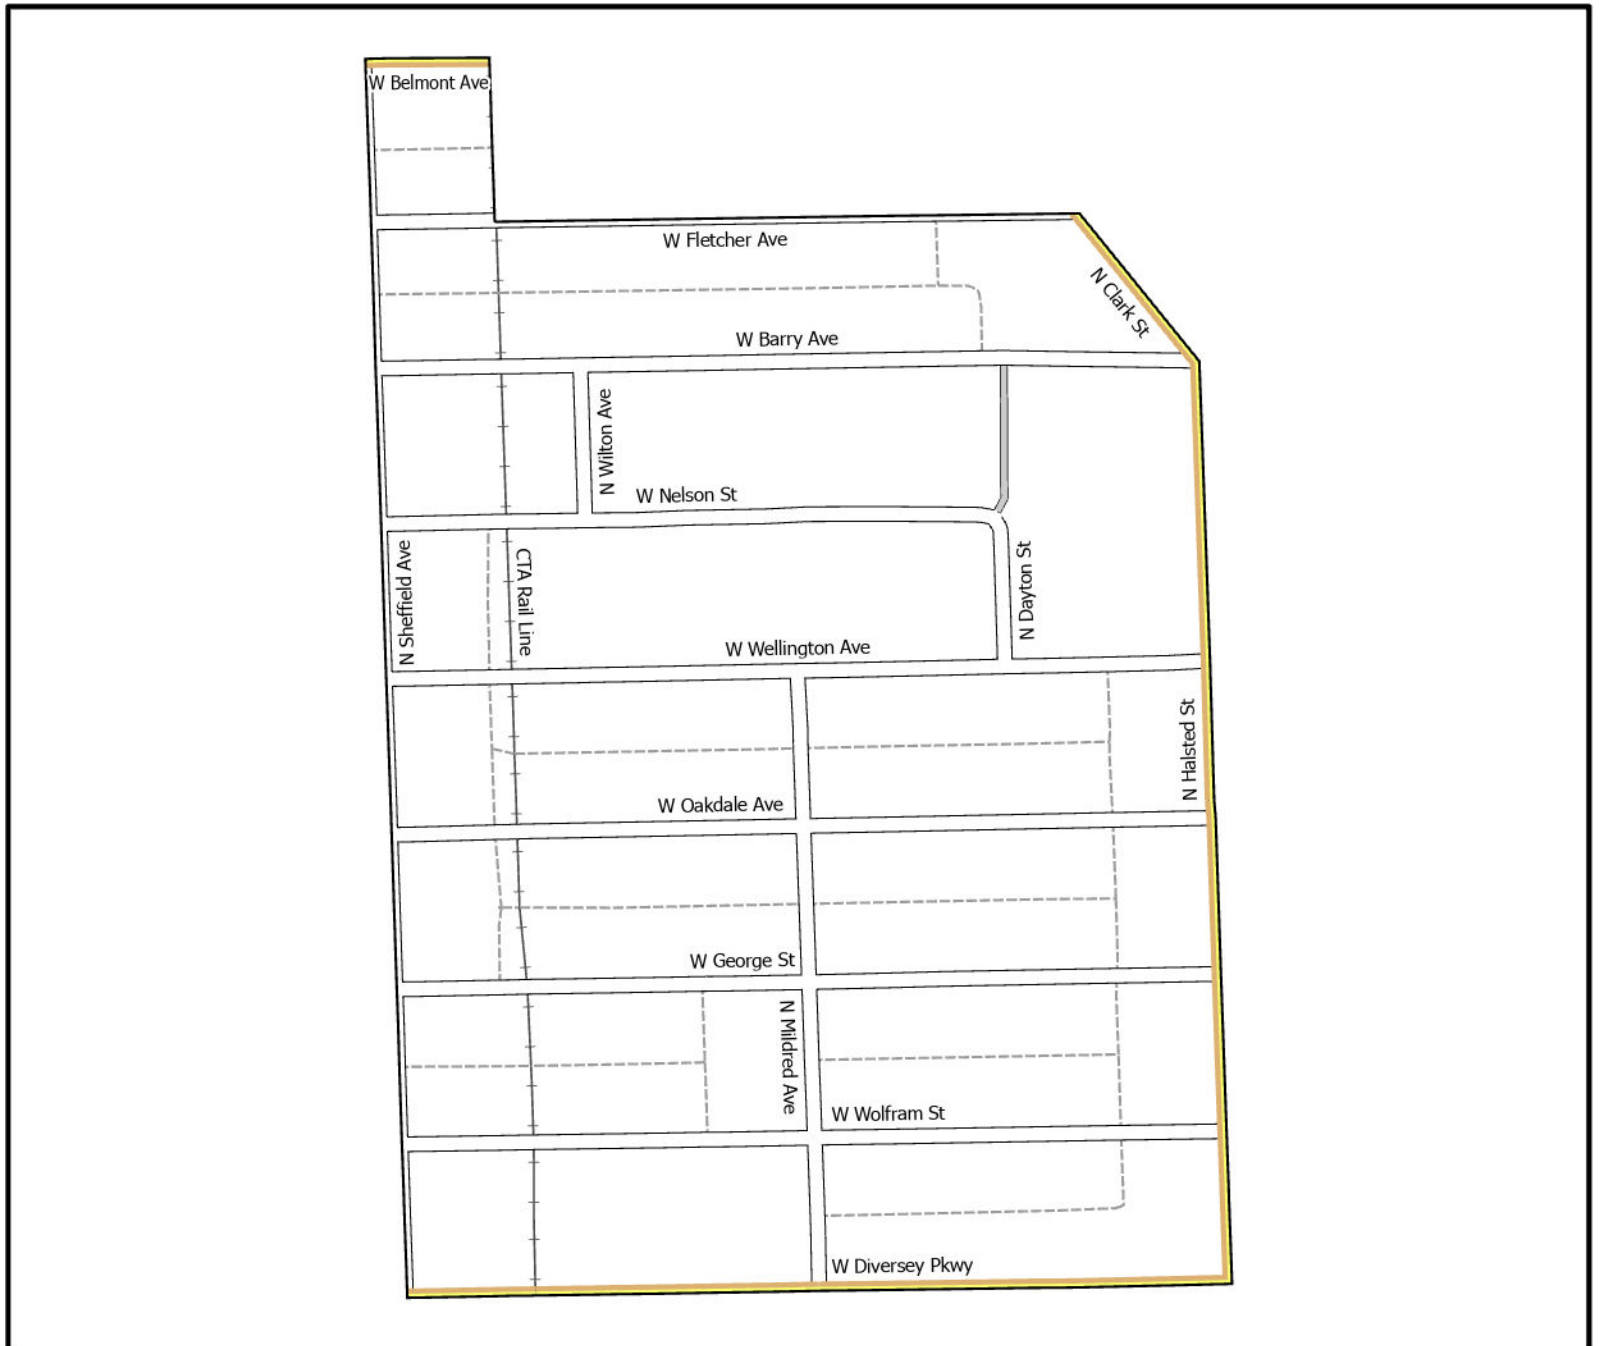 W Belmont Ave
W Fletcher Ave
N Clark St
W Barry Ave
N Wilton Ave
W Nelson St
N Sheffield Ave
CTA Rail Line
N Dayton St
W Wellington Ave
N Halsted St
W Oakdale Ave
W George St
N Mildred Ave
W Wolfram St
W Diversey Pkwy